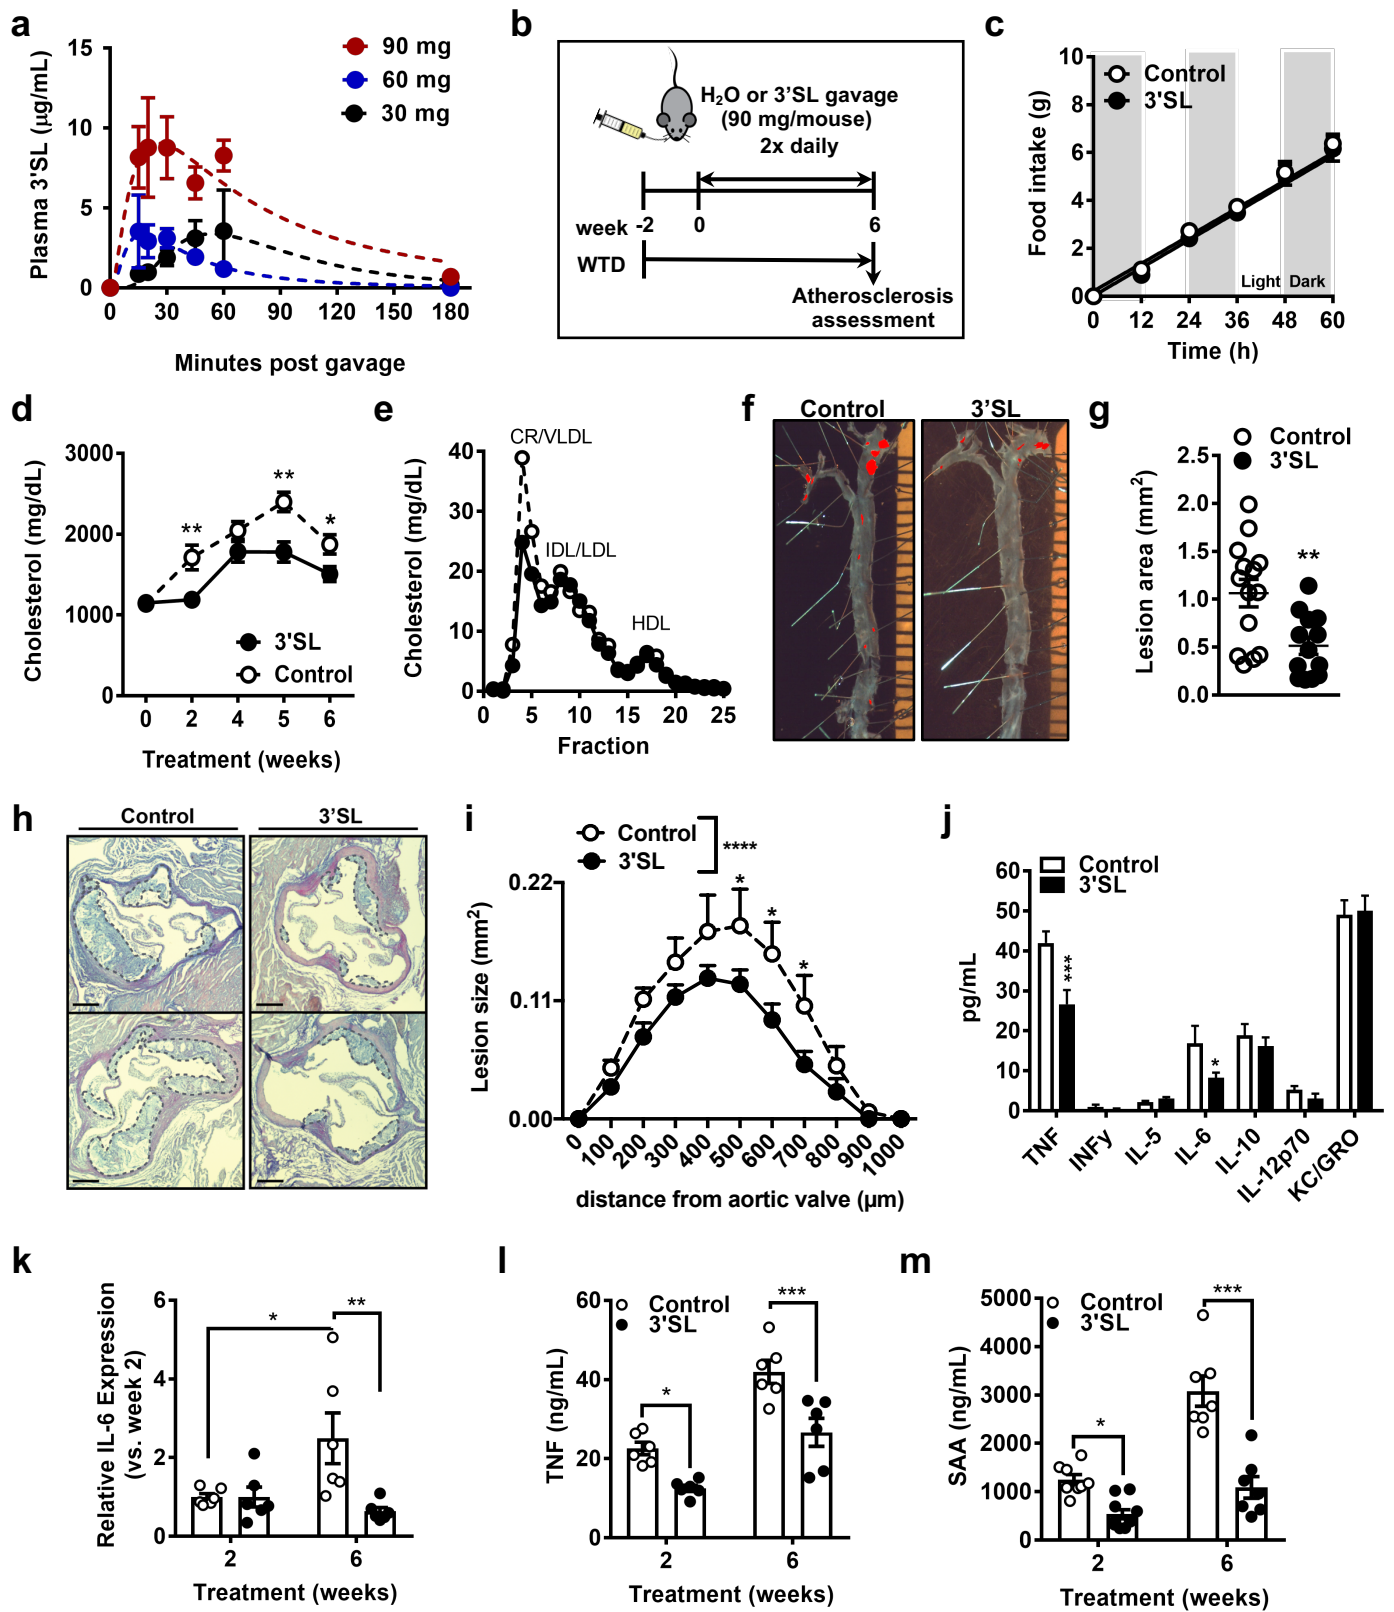 a
15
10
5
0
Plasma 3'SL (µg/mL)
90 mg
60 mg
30 mg
0 30 60 90 120 150 180
Minutes post gavage
b
H₂O or 3’SL gavage
(90 mg/mouse)
2x daily
week -2 0 6
WTD
Atherosclerosis
assessment
c
10
8
6
4
2
0
Food intake (g)
Control
3'SL
Light Dark
0 12 24 36 48 60
Time (h)
d
3000
2000
1000
0
Cholesterol (mg/dL)
** ** *
3'SL
Control
0 2 4 5 6
Treatment (weeks)
e
40
30
20
10
0
Cholesterol (mg/dL)
CR/VLDL
IDL/LDL
HDL
0 5 10 15 20 25
Fraction
f
Control 3’SL
g
Control
3'SL
2.5
2.0
1.5
1.0
0.5
0.0
Lesion area (mm²)
**
h
Control 3’SL
i
Control
3'SL
****
* * *
0.22
0.11
0.00
Lesion size (mm²)
0 100 200 300 400 500 600 700 800 900 1000
distance from aortic valve (µm)
j
Control
3'SL
60
50
40
30
20
10
0
pg/mL
*** *
TNF INFy IL-5 IL-6 IL-10 IL-12p70 KC/GRO
k
6
4
2
0
Relative IL-6 Expression
(vs. week 2)
* **
2 6
Treatment (weeks)
l
60
40
20
0
TNF (ng/mL)
Control
3'SL
* ***
2 6
Treatment (weeks)
m
5000
4000
3000
2000
1000
0
SAA (ng/mL)
Control
3'SL
* ***
2 6
Treatment (weeks)